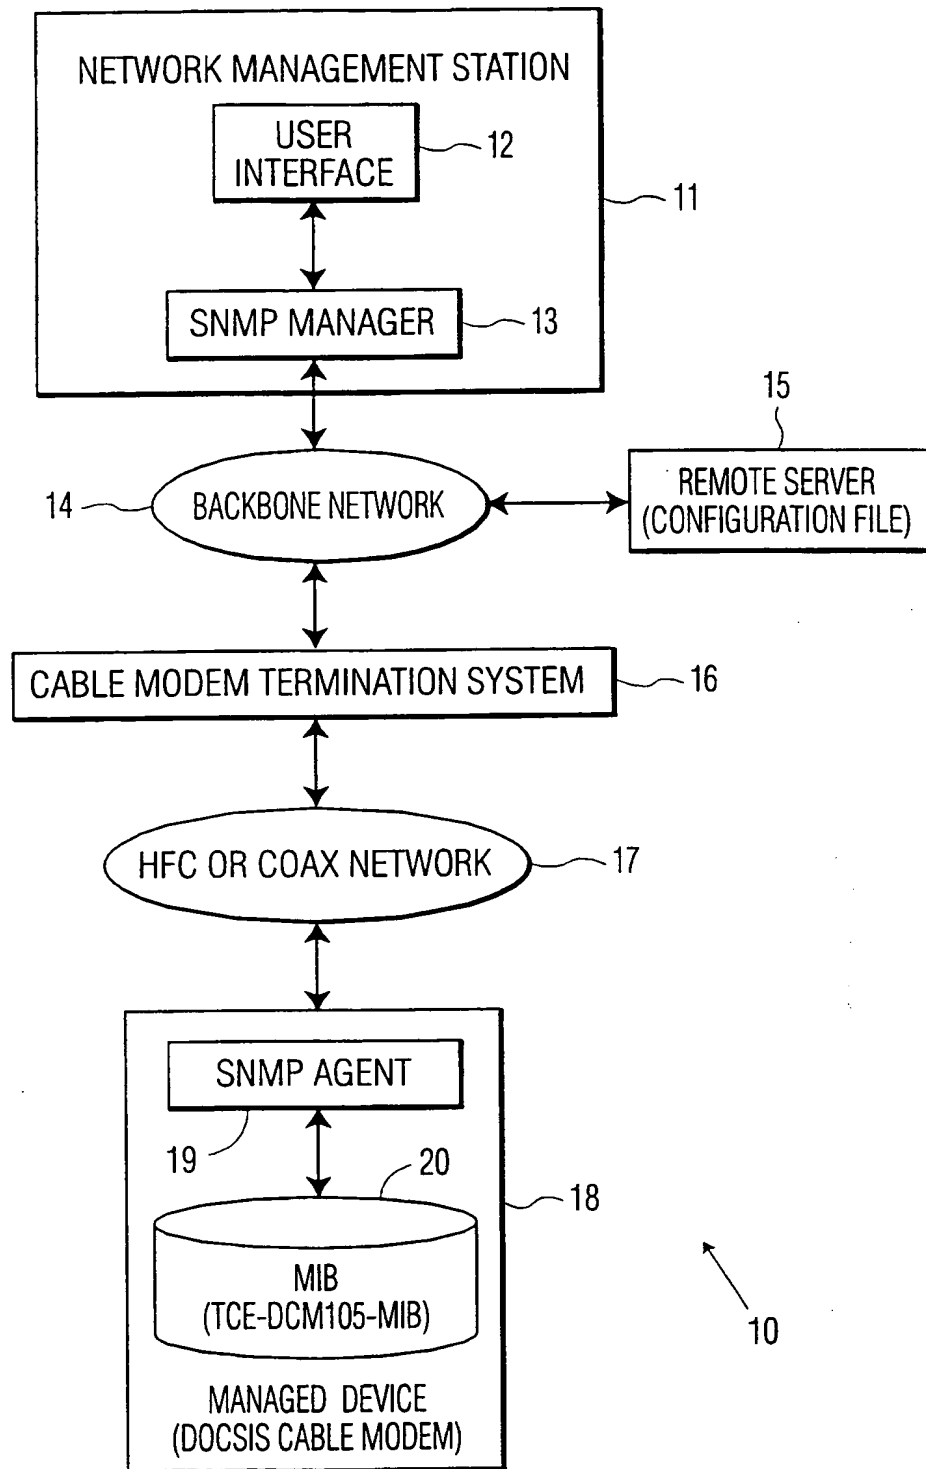 NETWORK MANAGEMENT STATION
USER
INTERFACE
12
11
SNMP MANAGER
13
15
14
BACKBONE NETWORK
REMOTE SERVER
(CONFIGURATION FILE)
CABLE MODEM TERMINATION SYSTEM
16
HFC OR COAX NETWORK
17
SNMP AGENT
19
20
18
MIB
(TCE-DCM105-MIB)
10
MANAGED DEVICE
(DOCSIS CABLE MODEM)